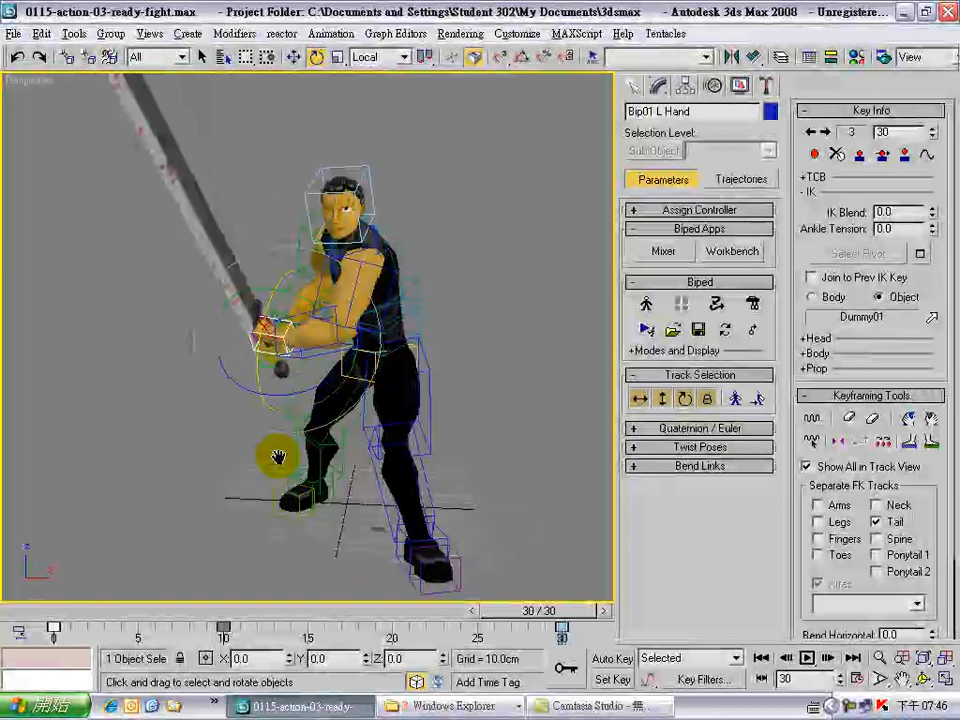 0115-action-03-ready-fight.max - Project Folder: C:\Documents and Settings\Student 302\My Documents\3dsmax - Autodesk 3ds Max 2008 - Unregistere...
File Edit Tools Group Views Create Modifiers reactor Animation Graph Editors Rendering Customize MAXScript Help Tentacles
All Local View
Perspective
Bip01 L Hand
Selection Level:
Sub-Object
Parameters Trajectories
+ Assign Controller
- Biped Apps
Mixer Workbench
- Biped
+Modes and Display
- Track Selection
+ Quaternion / Euler
+ Twist Poses
+ Bend Links
- Key Info
3 30
+TCB
- IK
IK Blend: 0.0
Ankle Tension: 0.0
Select Pivot
Join to Prev IK Key
Body Object
Dummy01
+Head
+Body
+Prop
- Keyframing Tools
Show All in Track View
Separate FK Tracks
Arms Neck
Legs Tail
Fingers Spine
Toes Ponytail 1
Ponytail 2
Xtras
Bend Horizontal: 0.0
z
30 / 30
0 5 10 15 20 25 30
1 Object Sele X: 0.0 Y: 0.0 Z: 0.0 Grid = 10.0cm
Auto Key Selected
Click and drag to select and rotate objects
Add Time Tag
Set Key Key Filters... 30
開始
0115-action-03-ready-
2 Windows Explorer
Camtasia Studio - 無...
下午 07:46